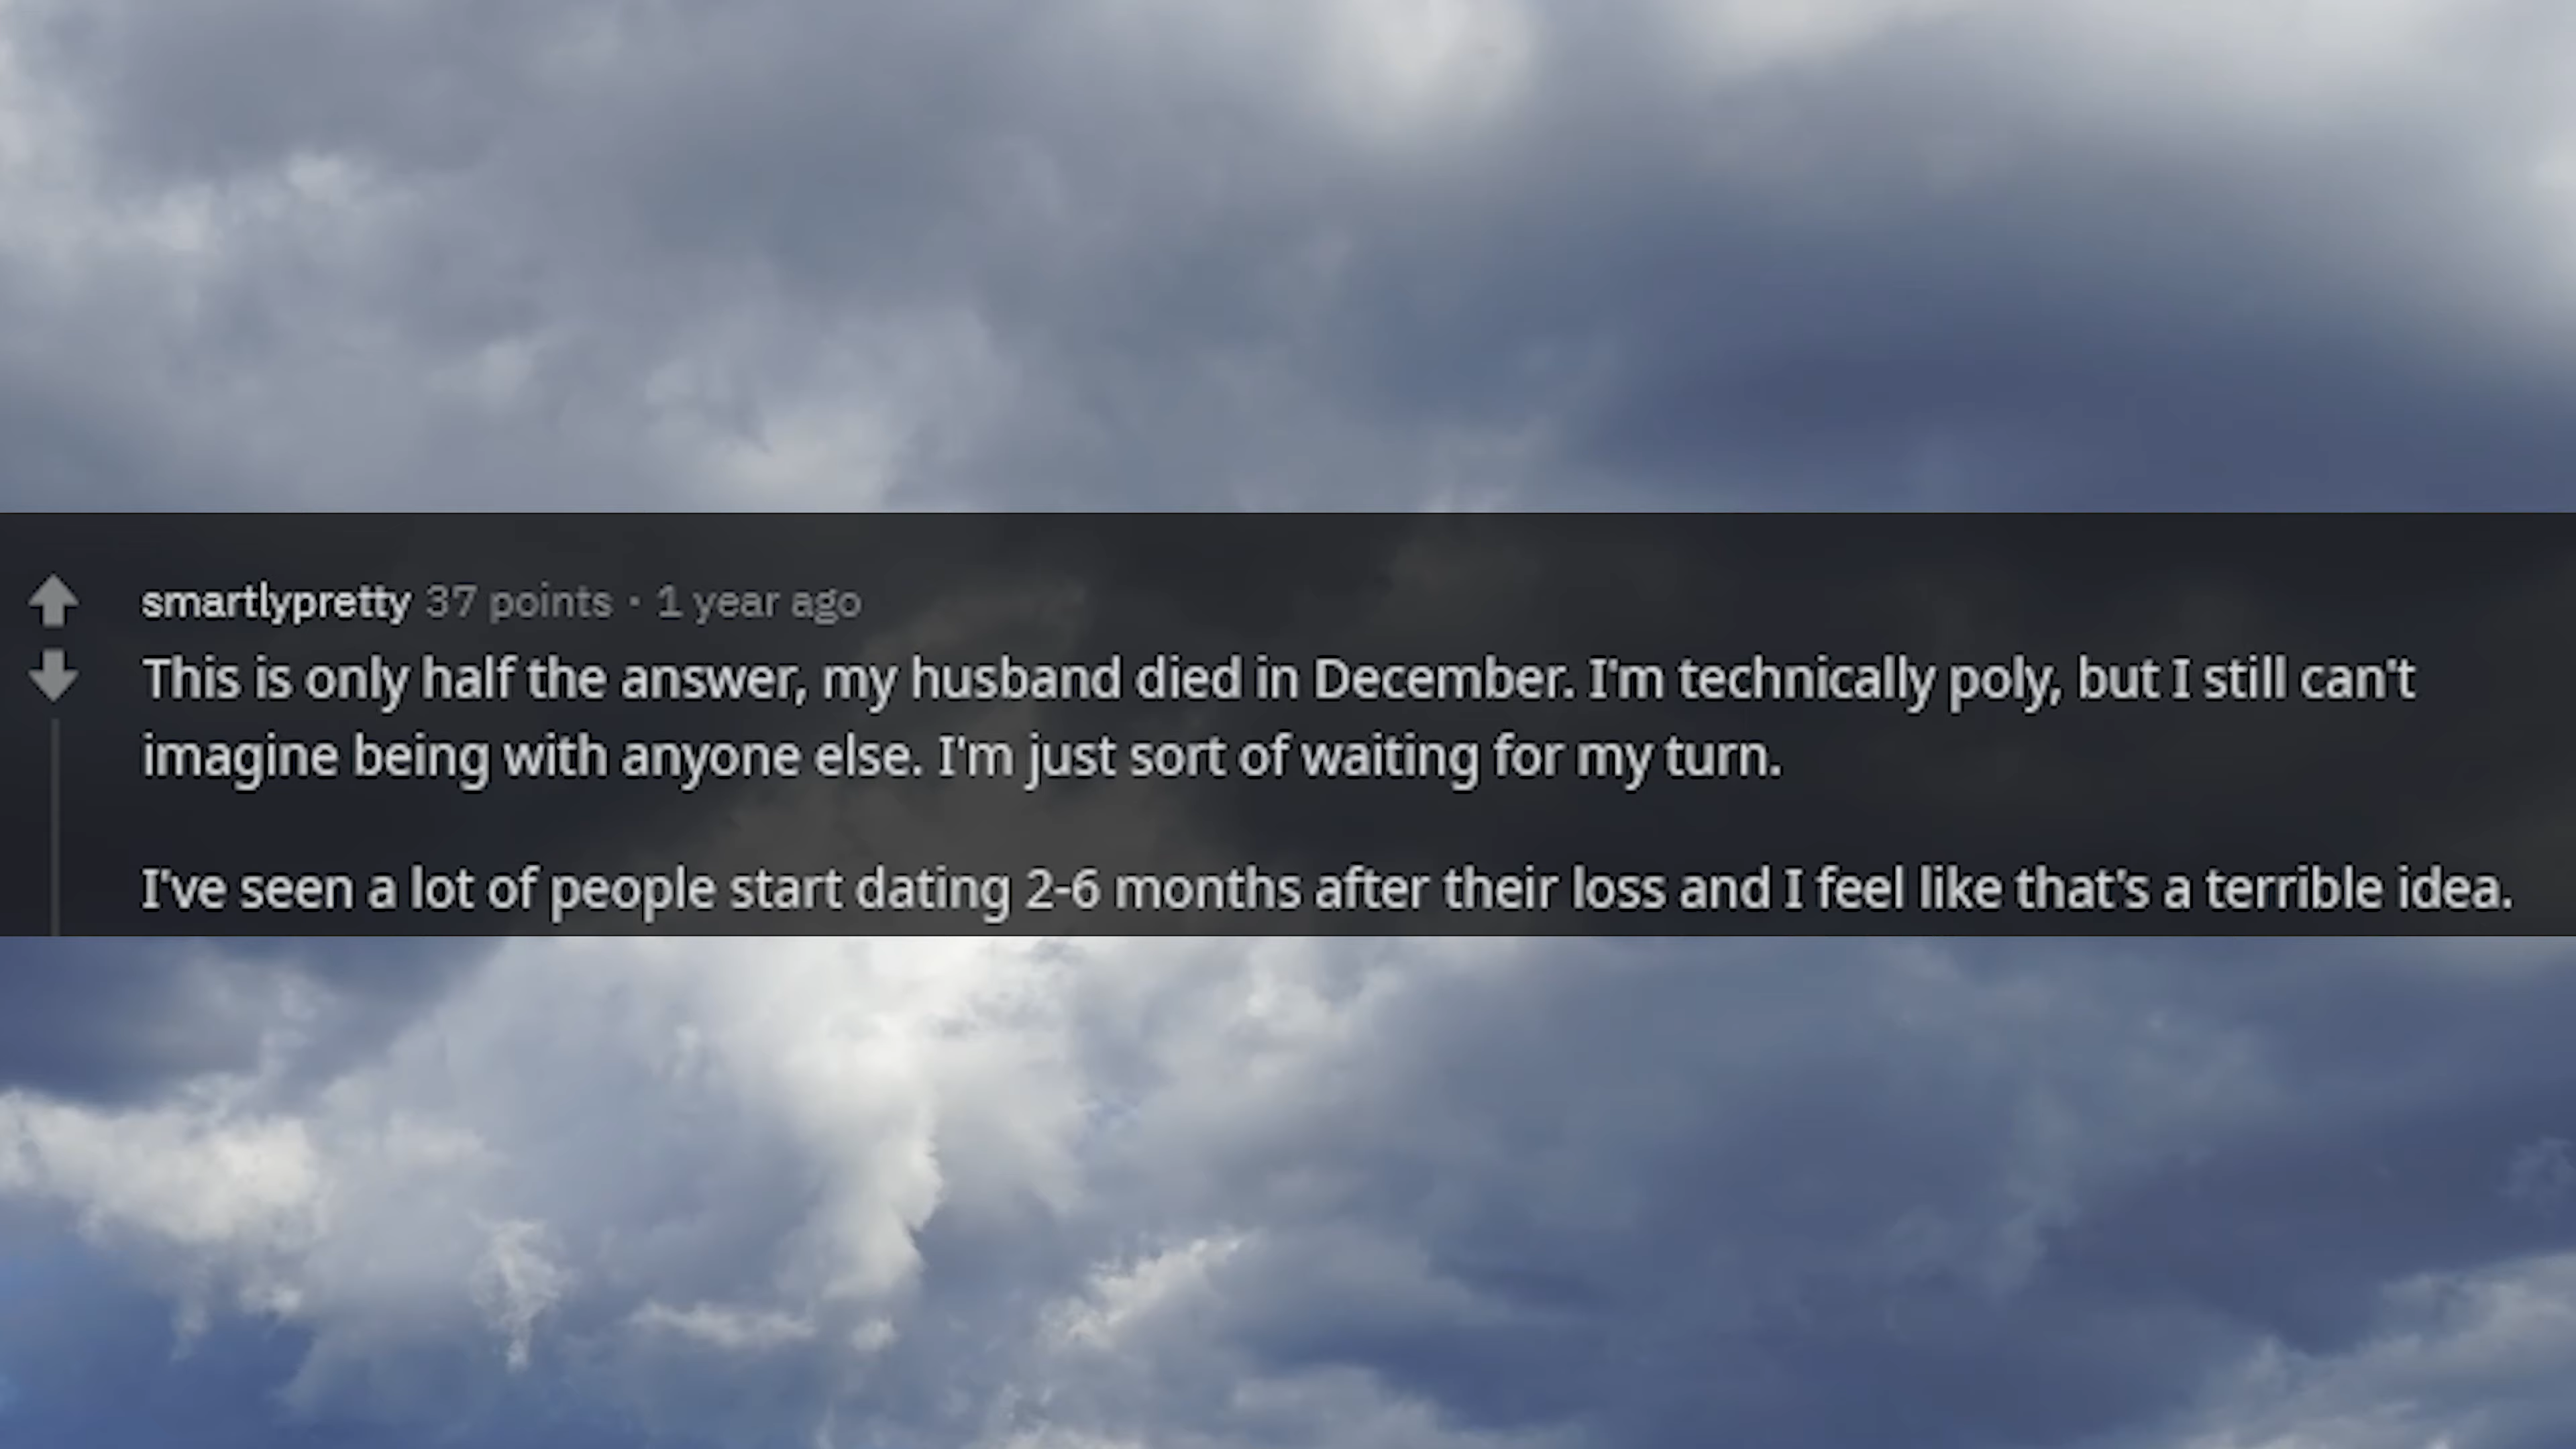 smartlypretty 37 points · 1 year ago
This is only half the answer, my husband died in December. I'm technically poly, but I still can't
imagine being with anyone else. I'm just sort of waiting for my turn.
I've seen a lot of people start dating 2-6 months after their loss and I feel like that's a terrible idea.